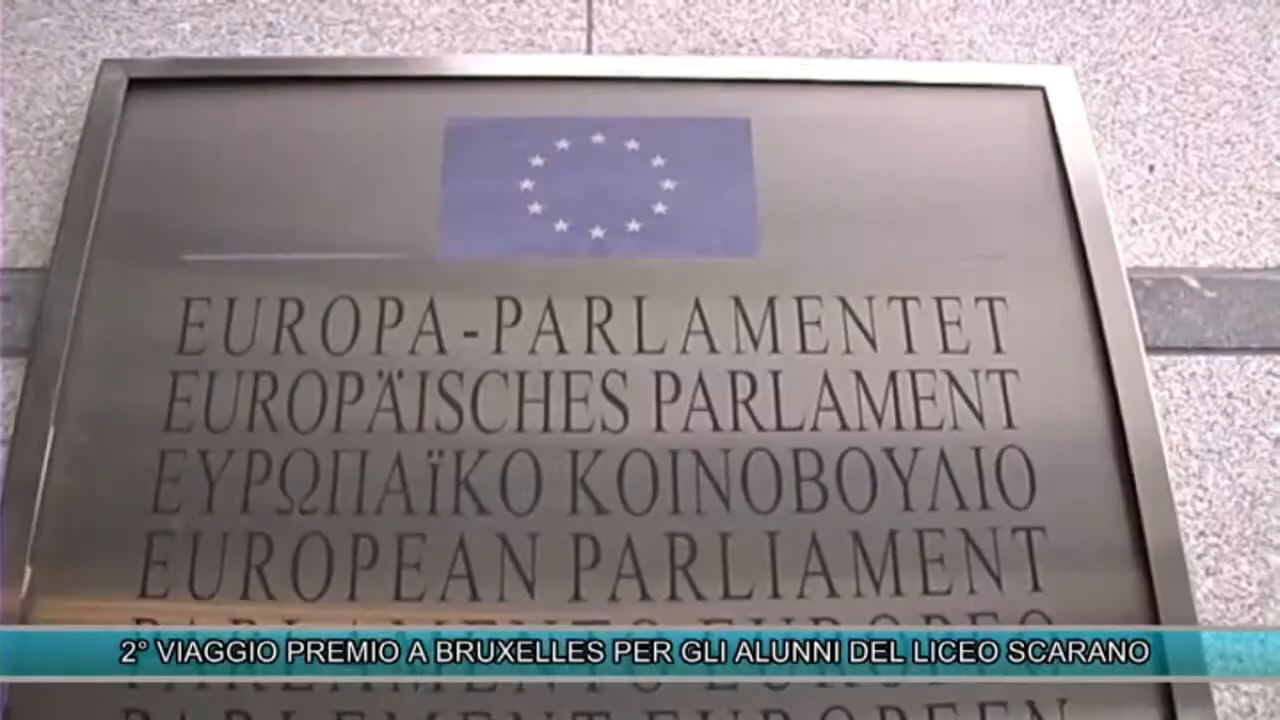 EUROPA-PARLAMENTET
EUROPÄISCHES PARLAMENT
ΕΥΡΩΠΑΪΚΟ ΚΟΙΝΟΒΟΥΛΙΟ
EUROPEAN PARLIAMENT
2° VIAGGIO PREMIO A BRUXELLES PER GLI ALUNNI DEL LICEO SCARANO